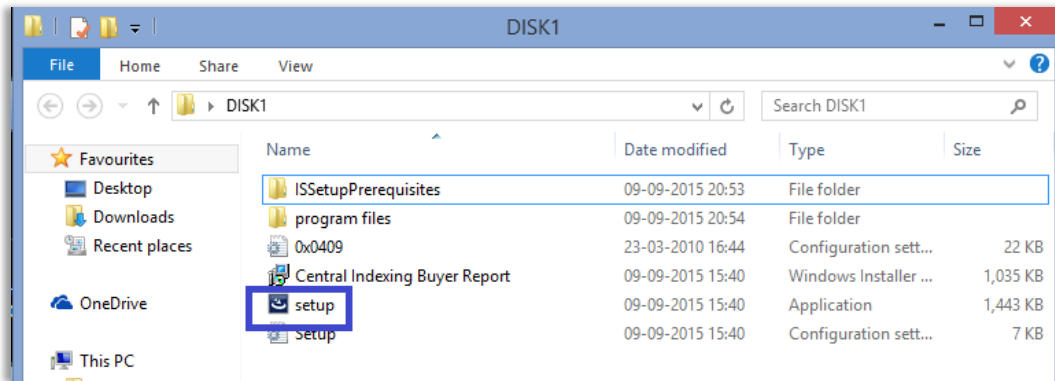 DISK1
File Home Share View
DISK1 Search DISK1
Favourites
Desktop
Downloads
Recent places
OneDrive
This PC
Name Date modified Type Size
ISSetupPrerequisites 09-09-2015 20:53 File folder
program files 09-09-2015 20:54 File folder
0x0409 23-03-2010 16:44 Configuration sett... 22 KB
Central Indexing Buyer Report 09-09-2015 15:40 Windows Installer ... 1,035 KB
setup 09-09-2015 15:40 Application 1,443 KB
Setup 09-09-2015 15:40 Configuration sett... 7 KB